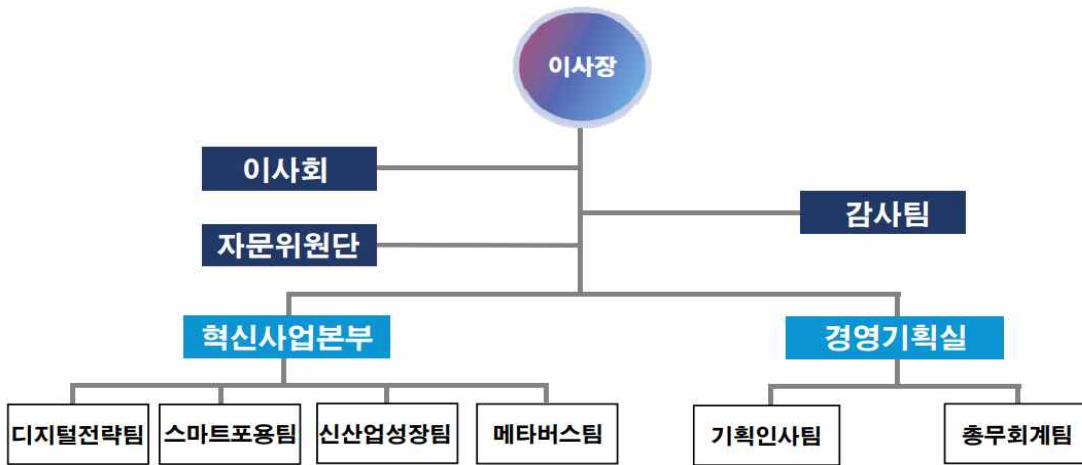 이사장
이사회
감사팀
자문위원단
혁신사업본부
경영기획실
디지털전략팀
스마트포용팀
신산업성장팀
메타버스팀
기획인사팀
총무회계팀